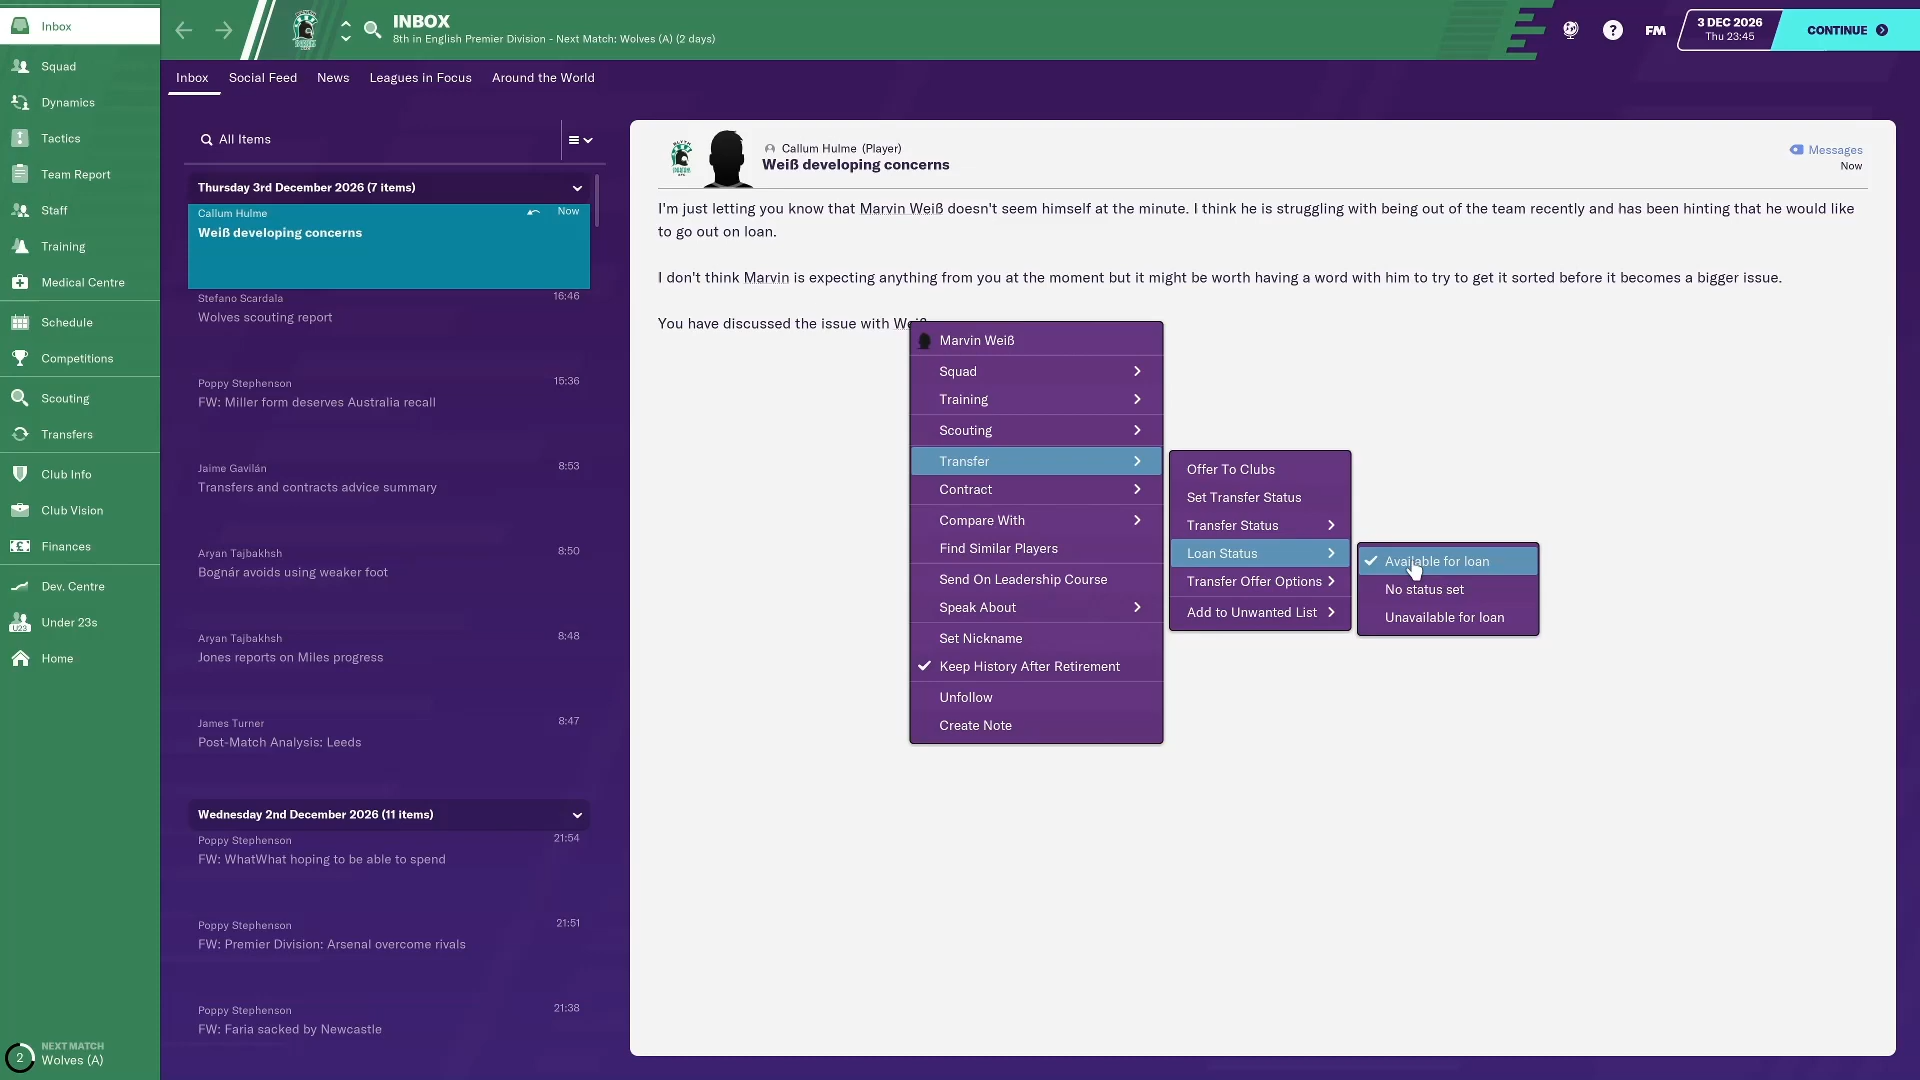 Inbox
Squad
Dynamics
Tactics
Team Report
Staff
Training
Medical Centre
Schedule
Competitions
Scouting
Transfers
Club Info
Club Vision
Finances
Dev. Centre
U23
Under 23s
Home
2
NEXT MATCH
Wolves (A)
INBOX
8th in English Premier Division - Next Match: Wolves (A) (2 days)
?
FM
3 DEC 2026
Thu 23:45
CONTINUE
Inbox
Social Feed
News
Leagues in Focus
Around the World
All Items
Thursday 3rd December 2026 (7 items)
Callum Hulme
Now
Weiß developing concerns
Stefano Scardala
16:46
Wolves scouting report
Poppy Stephenson
15:36
FW: Miller form deserves Australia recall
Jaime Gavilán
8:53
Transfers and contracts advice summary
Aryan Tajbakhsh
8:50
Bognár avoids using weaker foot
Aryan Tajbakhsh
8:48
Jones reports on Miles progress
James Turner
8:47
Post-Match Analysis: Leeds
Wednesday 2nd December 2026 (11 items)
Poppy Stephenson
21:54
FW: WhatWhat hoping to be able to spend
Poppy Stephenson
21:51
FW: Premier Division: Arsenal overcome rivals
Poppy Stephenson
21:38
FW: Faria sacked by Newcastle
Callum Hulme (Player)
Weiß developing concerns
Messages
Now
I'm just letting you know that Marvin Weiß doesn't seem himself at the minute. I think he is struggling with being out of the team recently and has been hinting that he would like
to go out on loan.
I don't think Marvin is expecting anything from you at the moment but it might be worth having a word with him to try to get it sorted before it becomes a bigger issue.
You have discussed the issue with Weiß
Marvin Weiß
Squad
Training
Scouting
Transfer
Contract
Compare With
Find Similar Players
Send On Leadership Course
Speak About
Set Nickname
Keep History After Retirement
Unfollow
Create Note
Offer To Clubs
Set Transfer Status
Transfer Status
Loan Status
Transfer Offer Options
Add to Unwanted List
Available for loan
No status set
Unavailable for loan